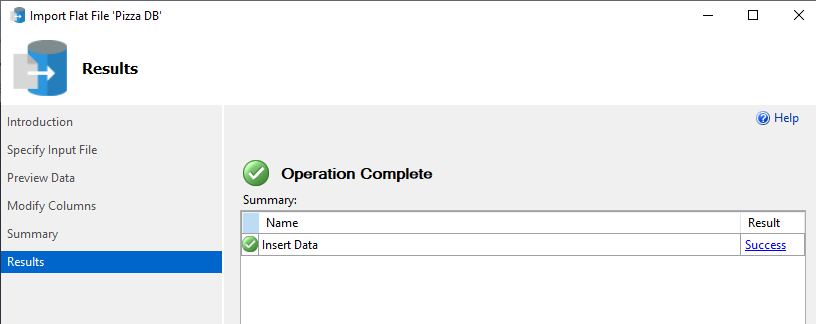 Import Flat File 'Pizza DB'
Results
Introduction
Specify Input File
Preview Data
Modify Columns
Summary
Results
Help
Operation Complete
Summary:
Name Result
Insert Data Success